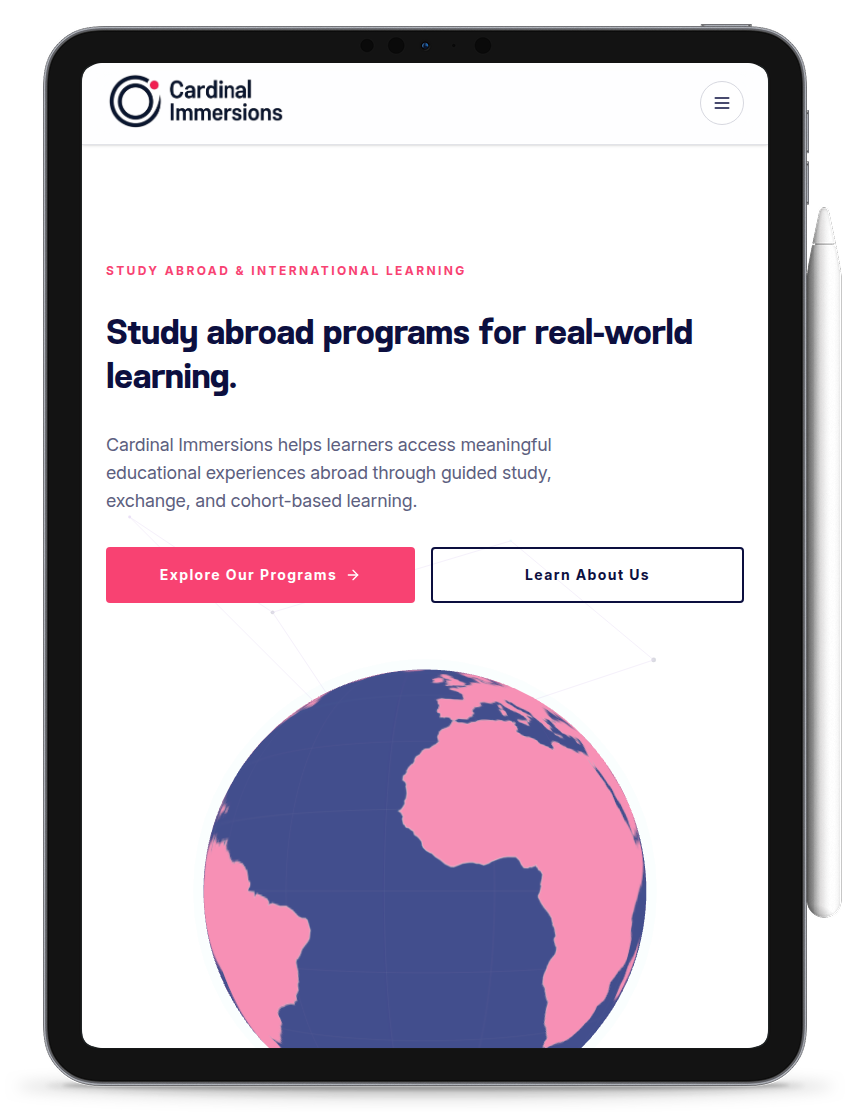 Cardinal
Immersions
STUDY ABROAD & INTERNATIONAL LEARNING
Study abroad programs for real-world
learning.
Cardinal Immersions helps learners access meaningful
educational experiences abroad through guided study,
exchange, and cohort-based learning.
Explore Our Programs →
Learn About Us